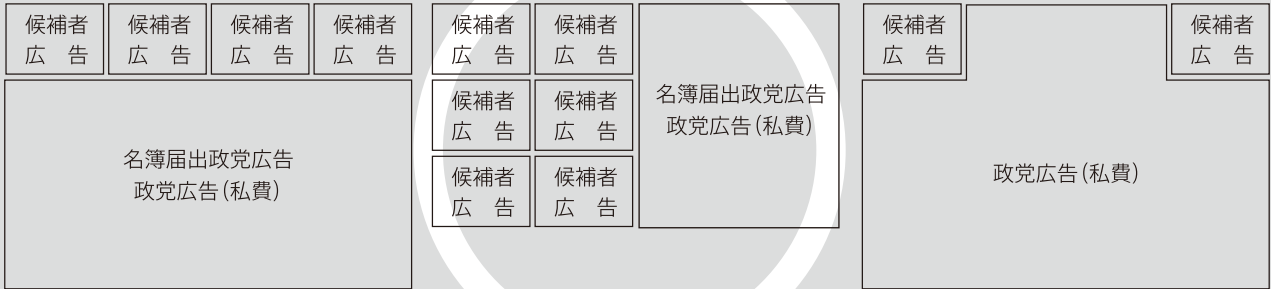 候補者 候補者 候補者 候補者
広　告 広　告 広　告 広　告
名簿届出政党広告
政党広告(私費)
候補者 候補者
広　告 広　告
候補者 候補者
広　告 広　告
候補者 候補者
広　告 広　告
名簿届出政党広告
政党広告(私費)
候補者 候補者
広　告 広　告
政党広告(私費)